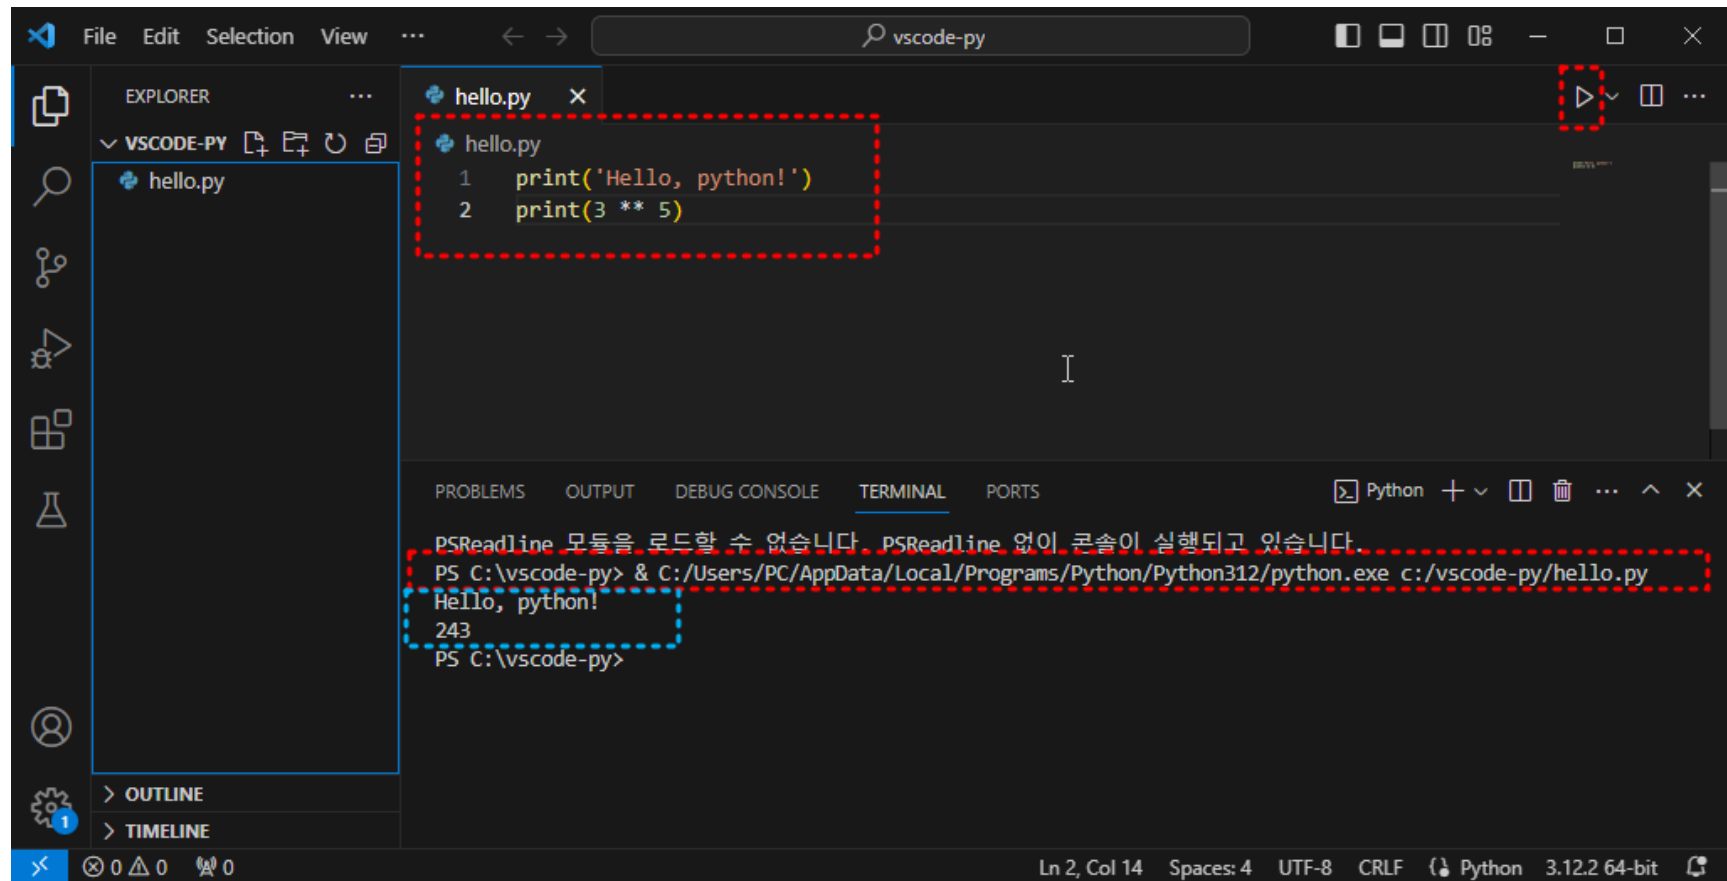 File Edit Selection View ··· vscode-py
EXPLORER ···
VSCODE-PY
hello.py
hello.py
hello.py
1 print('Hello, python!')
2 print(3 ** 5)
PROBLEMS OUTPUT DEBUG CONSOLE TERMINAL PORTS Python
PSReadline 모듈을 로드할 수 없습니다. PSReadline 없이 콘솔이 실행되고 있습니다.
PS C:\vscode-py> & C:/Users/PC/AppData/Local/Programs/Python/Python312/python.exe c:/vscode-py/hello.py
Hello, python!
243
PS C:\vscode-py>
OUTLINE
TIMELINE
1
0 0 0 Ln 2, Col 14 Spaces: 4 UTF-8 CRLF Python 3.12.2 64-bit